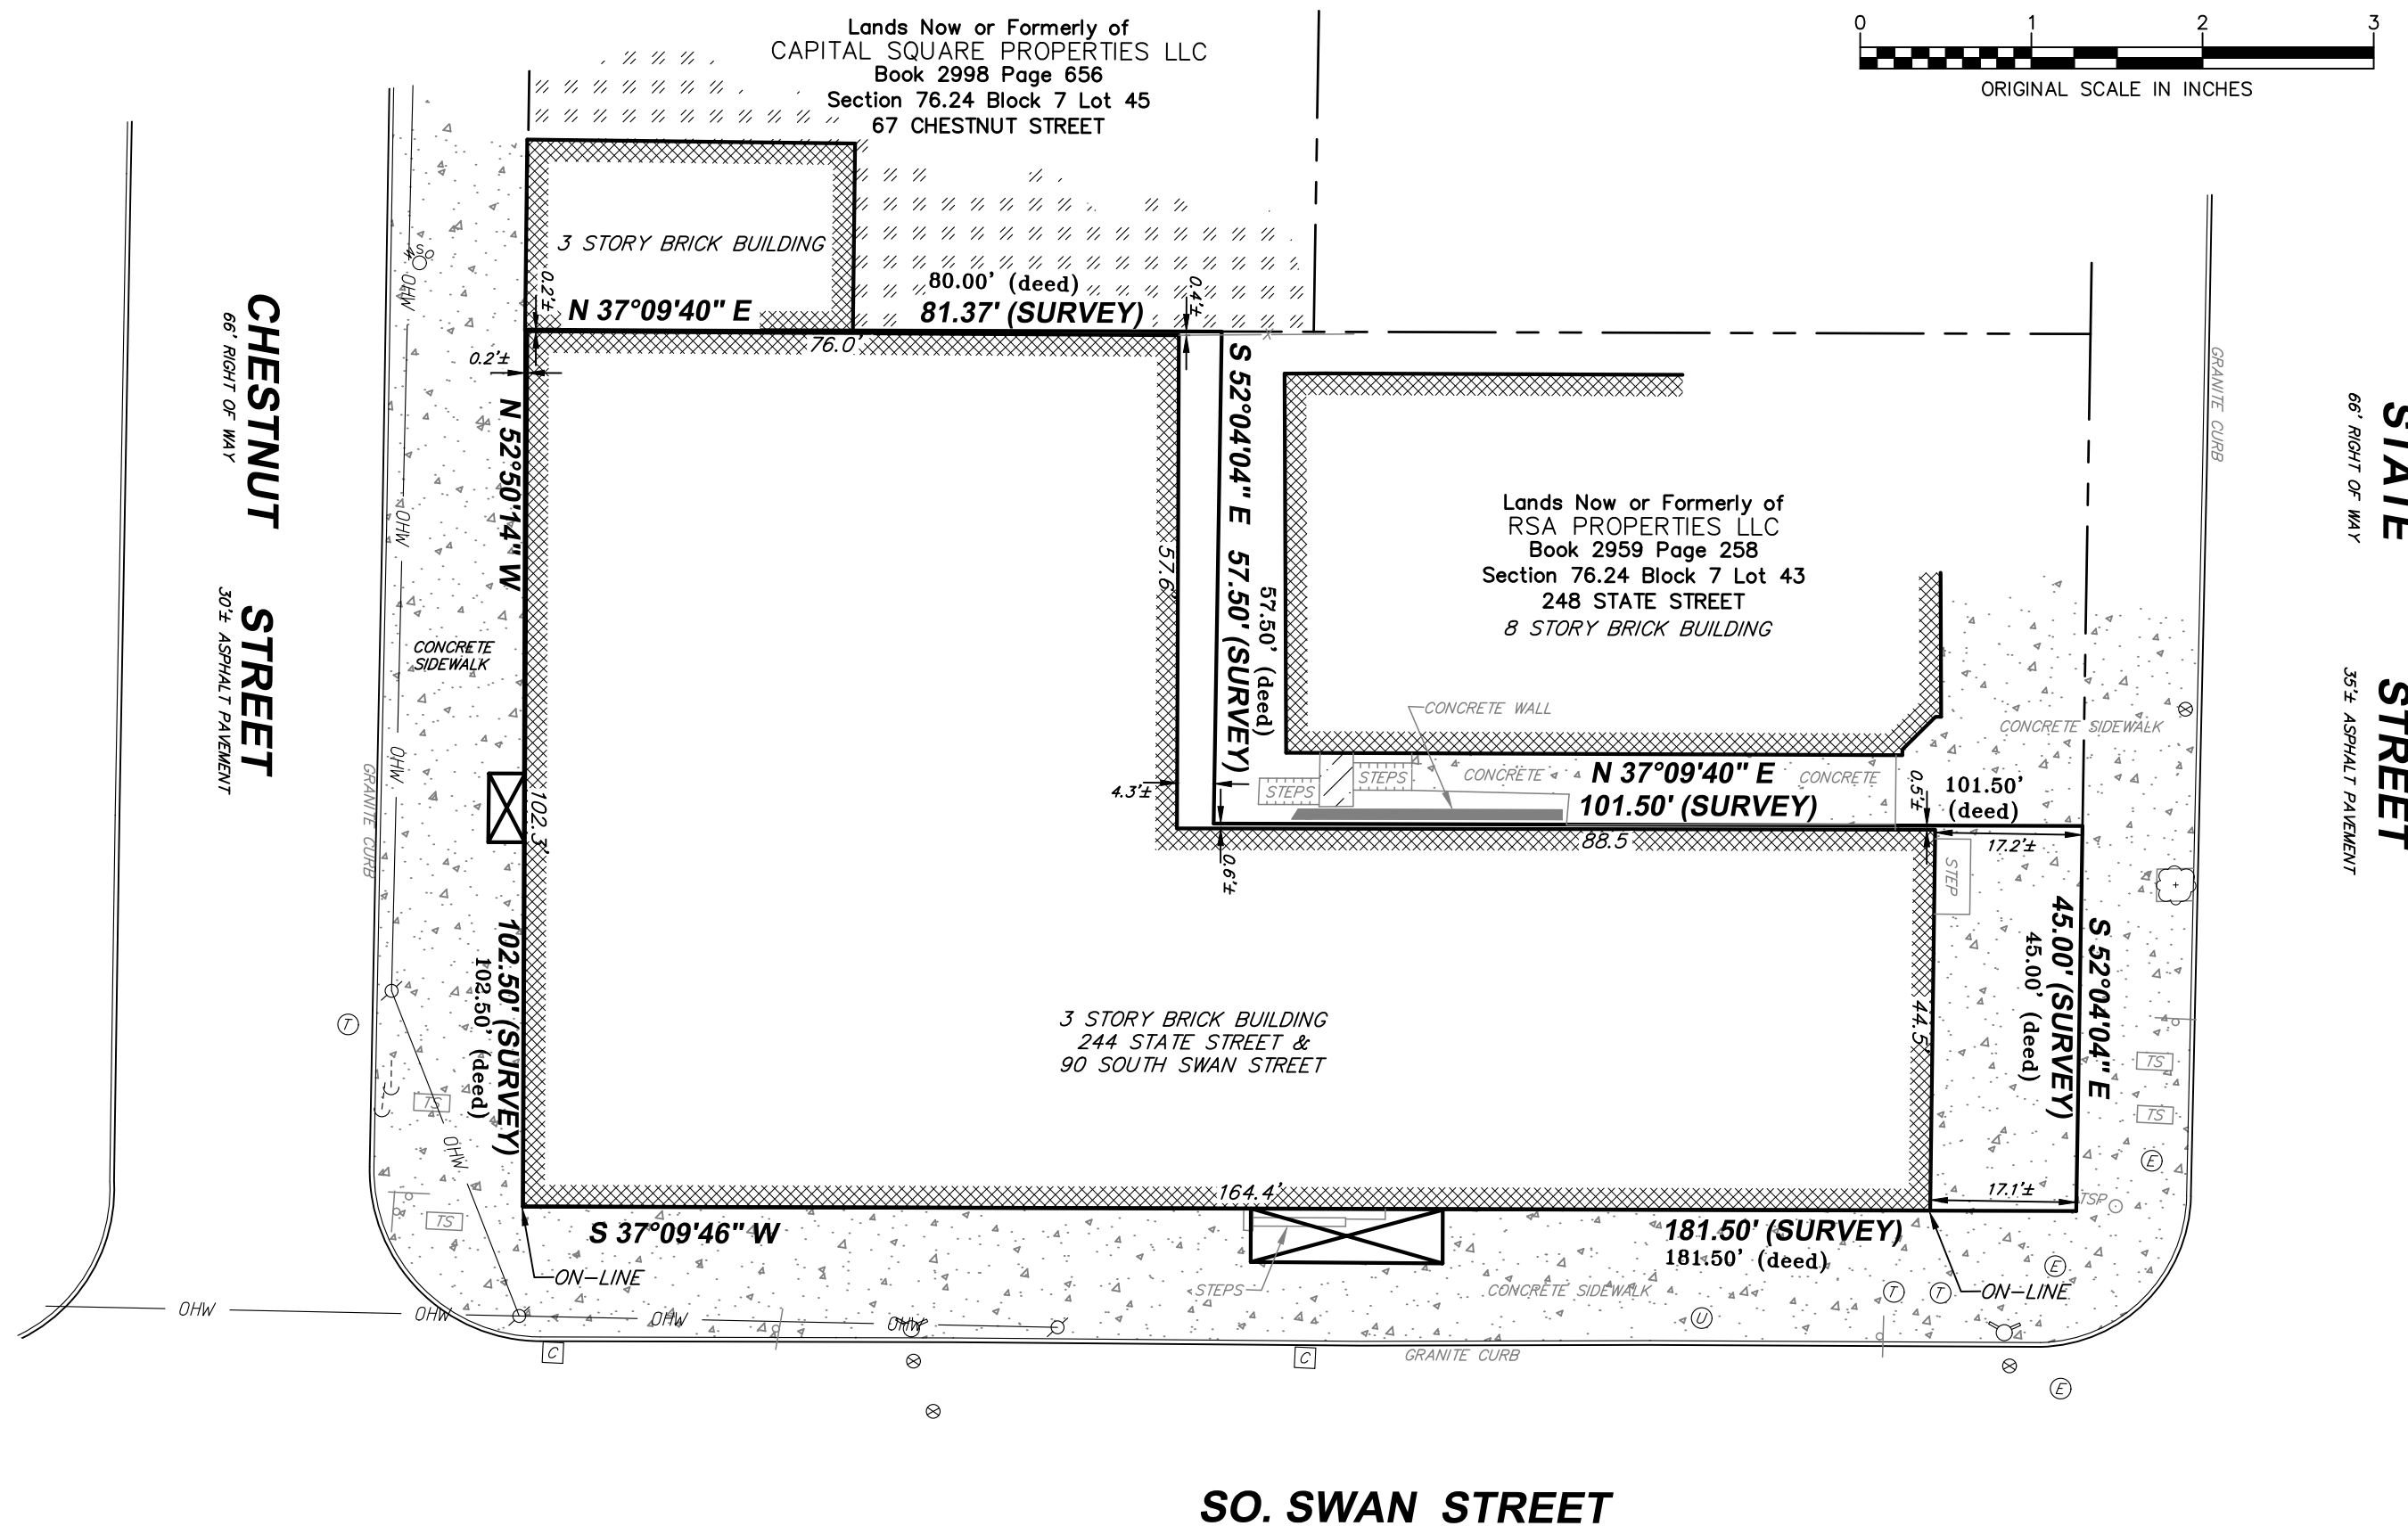 Lands Now or Formerly of
CAPITAL SQUARE PROPERTIES LLC
Book 2998 Page 656
Section 76.24 Block 7 Lot 45
67 CHESTNUT STREET
0 1 2 3
ORIGINAL SCALE IN INCHES
CHESTNUT STREET
66' RIGHT OF WAY
30'± ASPHALT PAVEMENT
STATE STREET
66' RIGHT OF WAY
35'± ASPHALT PAVEMENT
GRANITE CURB
WSO
OHW
OHW
OHW
OHW
3 STORY BRICK BUILDING
0.2'±
N 37°09'40" E
80.00' (deed)
81.37' (SURVEY)
0.4'±
X
76.0'
0.2'±
N 52°50'14" W
S 52°04'04" E 57.50' (SURVEY)
57.50' (deed)
57.6'
Lands Now or Formerly of
RSA PROPERTIES LLC
Book 2959 Page 258
Section 76.24 Block 7 Lot 43
248 STATE STREET
8 STORY BRICK BUILDING
CONCRETE
SIDEWALK
CONCRETE WALL
CONCRETE SIDEWALK
STEPS
STEPS
CONCRETE
CONCRETE
N 37°09'40" E
101.50' (SURVEY)
0.5'±
101.50'
(deed)
4.3'±
0.6'±
88.5
17.2'±
STEP
GRANITE CURB
102.3'
102.50' (SURVEY)
102.50' (deed)
44.5'
S 52°04'04" E
45.00' (SURVEY)
45.00' (deed)
3 STORY BRICK BUILDING
244 STATE STREET &
90 SOUTH SWAN STREET
T
TS
TS
TS
TS
E
TSP
17.1'±
164.4'
S 37°09'46" W
181.50' (SURVEY)
181.50' (deed)
ON-LINE
ON-LINE
STEPS
CONCRETE SIDEWALK
T
T
E
U
OHW
OHW
OHW
OHW
C
C
GRANITE CURB
E
SO. SWAN STREET